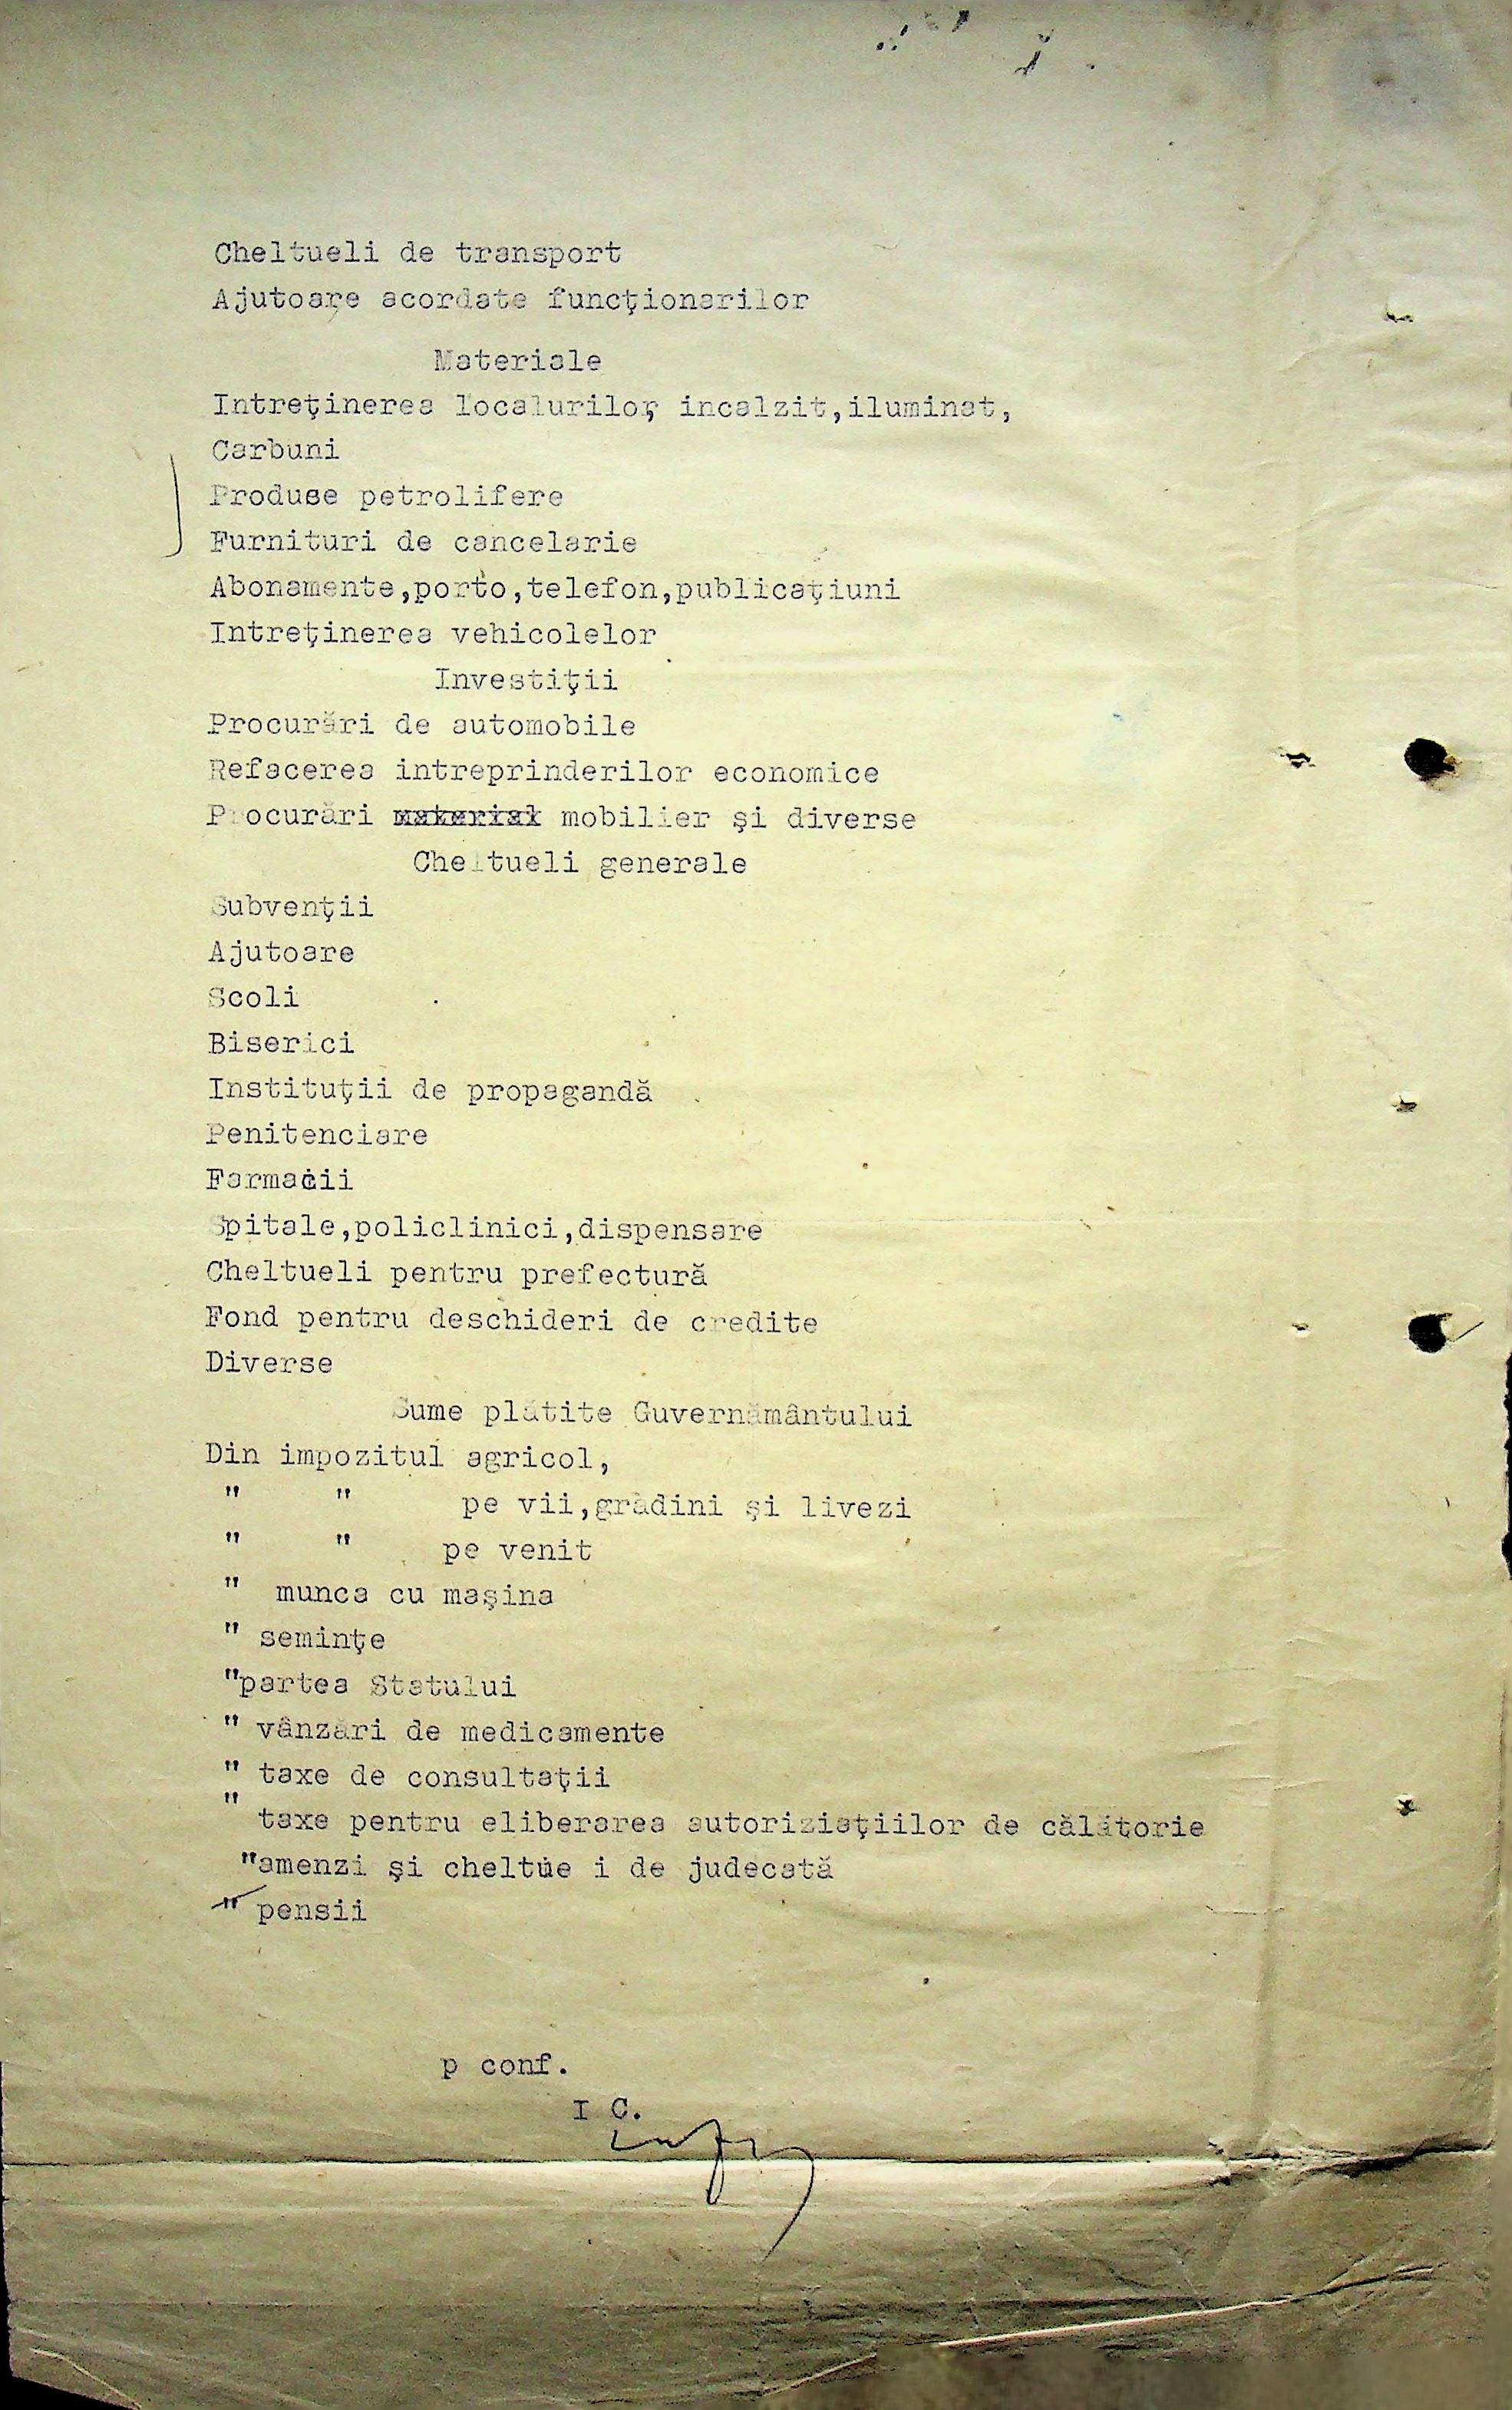 Cheltueli de transport
Ajutoare acordate funcţionarilor
Materiale
Intreţinerea localurilor, incalzit,iluminat,
Carbuni
Produse petrolifere
Furnituri de cancelarie
Abonamente,porto,telefon,publicaţiuni
Intreţinerea vehicolelor
Investiţii
Procurări de automobile
Refacerea intreprinderilor economice
Procurări material mobilier şi diverse
Cheltueli generale
Subvenţii
Ajutoare
Scoli
Biserici
Instituţii de propagandă
Penitenciare
Farmacii
Spitale,policlinici,dispensare
Cheltueli pentru prefectură
Fond pentru deschideri de credite
Diverse
Sume plătite Guvernământului
Din impozitul agricol,
" " pe vii,grădini şi livezi
" " pe venit
" munca cu maşina
" seminţe
"partea Statului
" vânzări de medicamente
" taxe de consultaţii
" taxe pentru eliberarea autoriziaţiilor de călătorie
"amenzi şi cheltue i de judecată
" pensii
p conf.
I C.